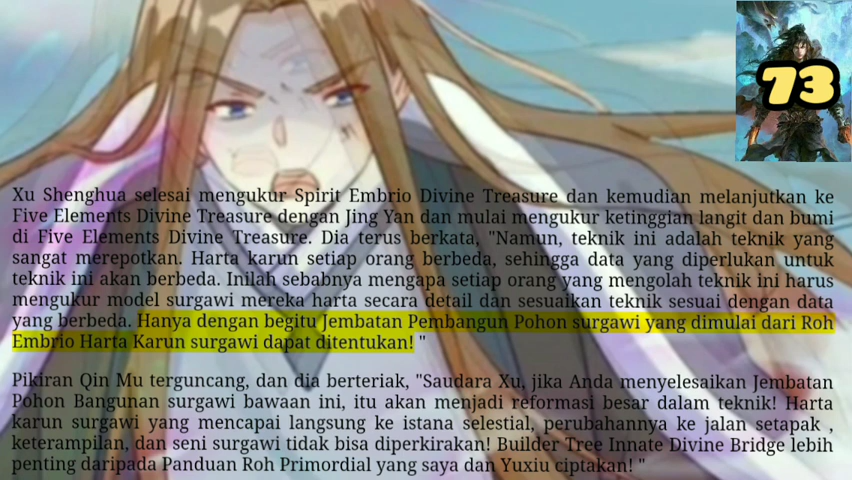 73
Xu Shenghua selesai mengukur Spirit Embrio Divine Treasure dan kemudian melanjutkan ke
Five Elements Divine Treasure dengan Jing Yan dan mulai mengukur ketinggian langit dan bumi
di Five Elements Divine Treasure. Dia terus berkata, "Namun, teknik ini adalah teknik yang
sangat merepotkan. Harta karun setiap orang berbeda, sehingga data yang diperlukan untuk
teknik ini akan berbeda. Inilah sebabnya mengapa setiap orang yang mengolah teknik ini harus
mengukur model surgawi mereka harta secara detail dan sesuaikan teknik sesuai dengan data
yang berbeda. Hanya dengan begitu Jembatan Pembangun Pohon surgawi yang dimulai dari Roh
Embrio Harta Karun surgawi dapat ditentukan! "
Pikiran Qin Mu terguncang, dan dia berteriak, "Saudara Xu, jika Anda menyelesaikan Jembatan
Pohon Bangunan surgawi bawaan ini, itu akan menjadi reformasi besar dalam teknik! Harta
karun surgawi yang mencapai langsung ke istana selestial, perubahannya ke jalan setapak ,
keterampilan, dan seni surgawi tidak bisa diperkirakan! Builder Tree Innate Divine Bridge lebih
penting daripada Panduan Roh Primordial yang saya dan Yuxiu ciptakan! "